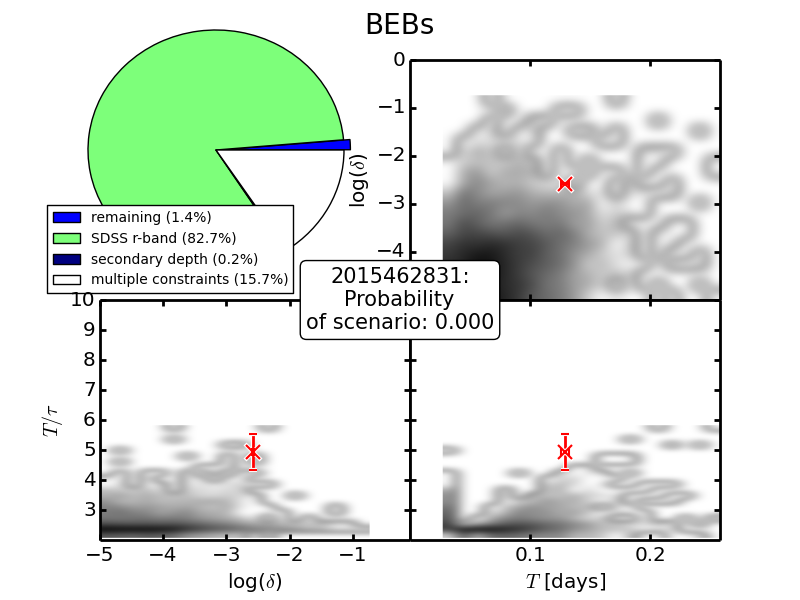 BEBs
remaining (1.4%)
SDSS r-band (82.7%)
secondary depth (0.2%)
multiple constraints (15.7%)
log(δ)
0
−1
−2
−3
−4
2015462831:
Probability
of scenario: 0.000
T/τ
10
9
8
7
6
5
4
3
−5 −4 −3 −2 −1
log(δ)
0.1 0.2
T [days]